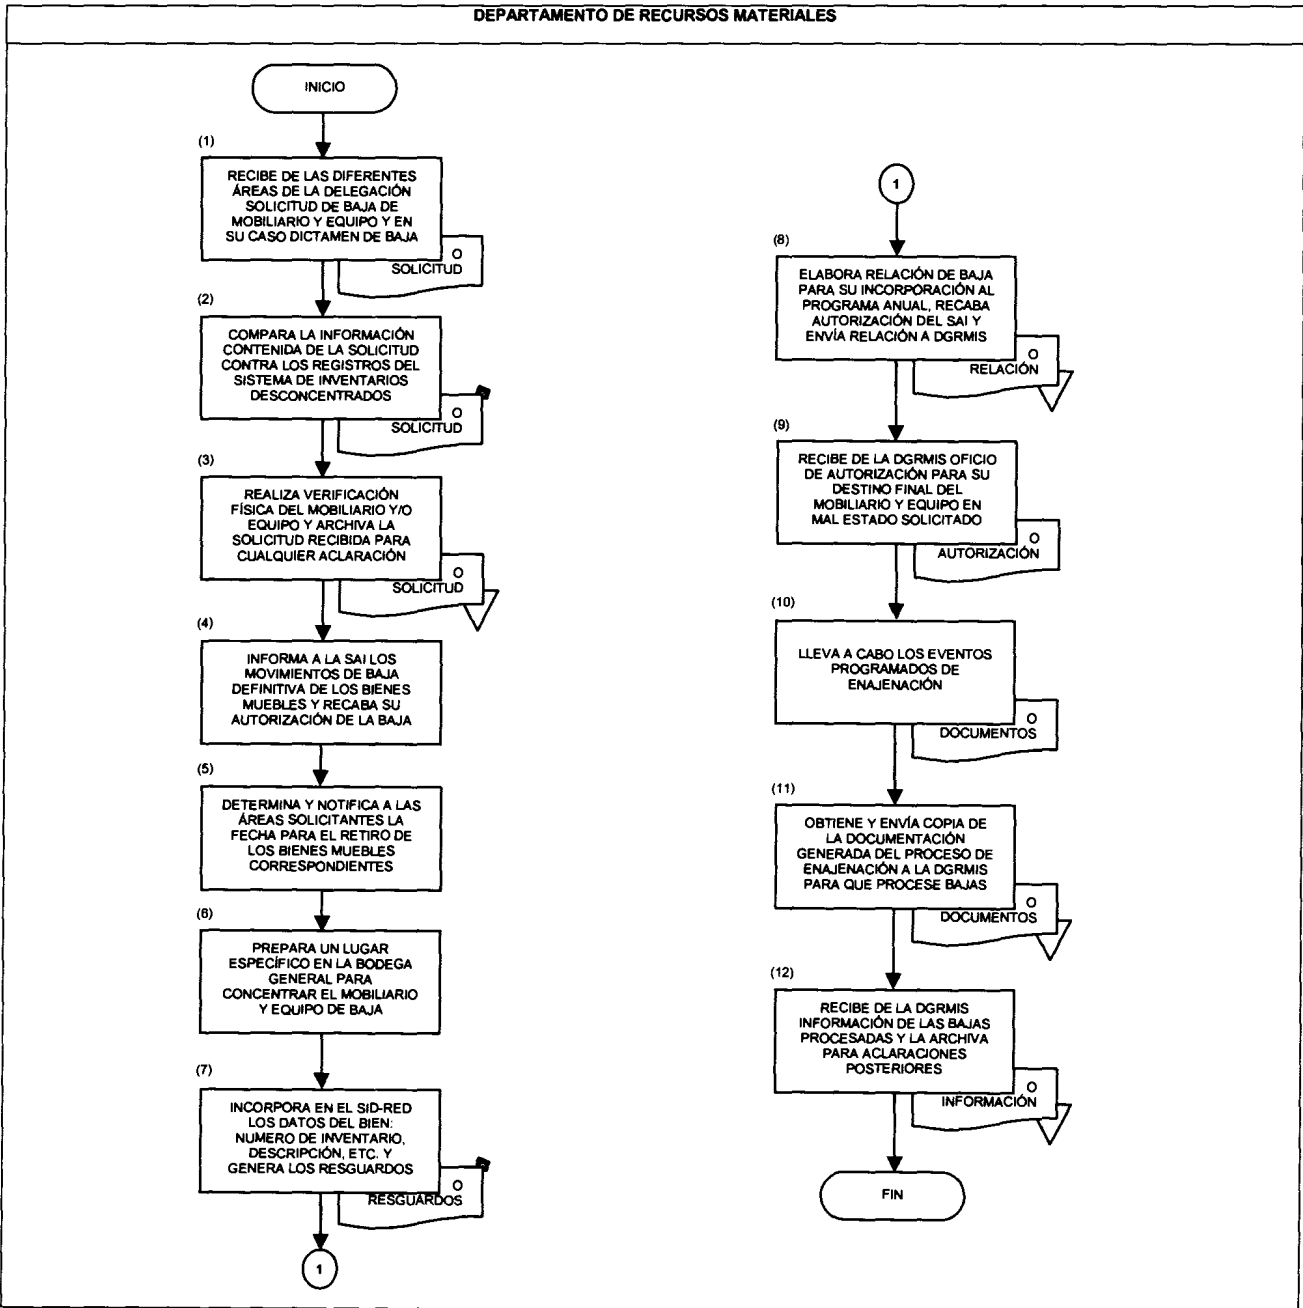 DEPARTAMENTO DE RECURSOS MATERIALES
INICIO
(1)
RECIBE DE LAS DIFERENTES
ÁREAS DE LA DELEGACIÓN
SOLICITUD DE BAJA DE
MOBILIARIO Y EQUIPO Y EN
SU CASO DICTAMEN DE BAJA
O
SOLICITUD
(2)
COMPARA LA INFORMACIÓN
CONTENIDA DE LA SOLICITUD
CONTRA LOS REGISTROS DEL
SISTEMA DE INVENTARIOS
DESCONCENTRADOS
O
SOLICITUD
(3)
REALIZA VERIFICACIÓN
FÍSICA DEL MOBILIARIO Y/O
EQUIPO Y ARCHIVA LA
SOLICITUD RECIBIDA PARA
CUALQUIER ACLARACIÓN
O
SOLICITUD
(4)
INFORMA A LA SAI LOS
MOVIMIENTOS DE BAJA
DEFINITIVA DE LOS BIENES
MUEBLES Y RECABA SU
AUTORIZACIÓN DE LA BAJA
(5)
DETERMINA Y NOTIFICA A LAS
ÁREAS SOLICITANTES LA
FECHA PARA EL RETIRO DE
LOS BIENES MUEBLES
CORRESPONDIENTES
(6)
PREPARA UN LUGAR
ESPECÍFICO EN LA BODEGA
GENERAL PARA
CONCENTRAR EL MOBILIARIO
Y EQUIPO DE BAJA
(7)
INCORPORA EN EL SID-RED
LOS DATOS DEL BIEN:
NUMERO DE INVENTARIO,
DESCRIPCIÓN, ETC. Y
GENERA LOS RESGUARDOS
O
RESGUARDOS
1
1
(8)
ELABORA RELACIÓN DE BAJA
PARA SU INCORPORACIÓN AL
PROGRAMA ANUAL, RECABA
AUTORIZACIÓN DEL SAI Y
ENVÍA RELACIÓN A DGRMIS
O
RELACIÓN
(9)
RECIBE DE LA DGRMIS OFICIO
DE AUTORIZACIÓN PARA SU
DESTINO FINAL DEL
MOBILIARIO Y EQUIPO EN
MAL ESTADO SOLICITADO
O
AUTORIZACIÓN
(10)
LLEVA A CABO LOS EVENTOS
PROGRAMADOS DE
ENAJENACIÓN
O
DOCUMENTOS
(11)
OBTIENE Y ENVÍA COPIA DE
LA DOCUMENTACIÓN
GENERADA DEL PROCESO DE
ENAJENACIÓN A LA DGRMIS
PARA QUE PROCESE BAJAS
O
DOCUMENTOS
(12)
RECIBE DE LA DGRMIS
INFORMACIÓN DE LAS BAJAS
PROCESADAS Y LA ARCHIVA
PARA ACLARACIONES
POSTERIORES
O
INFORMACIÓN
FIN